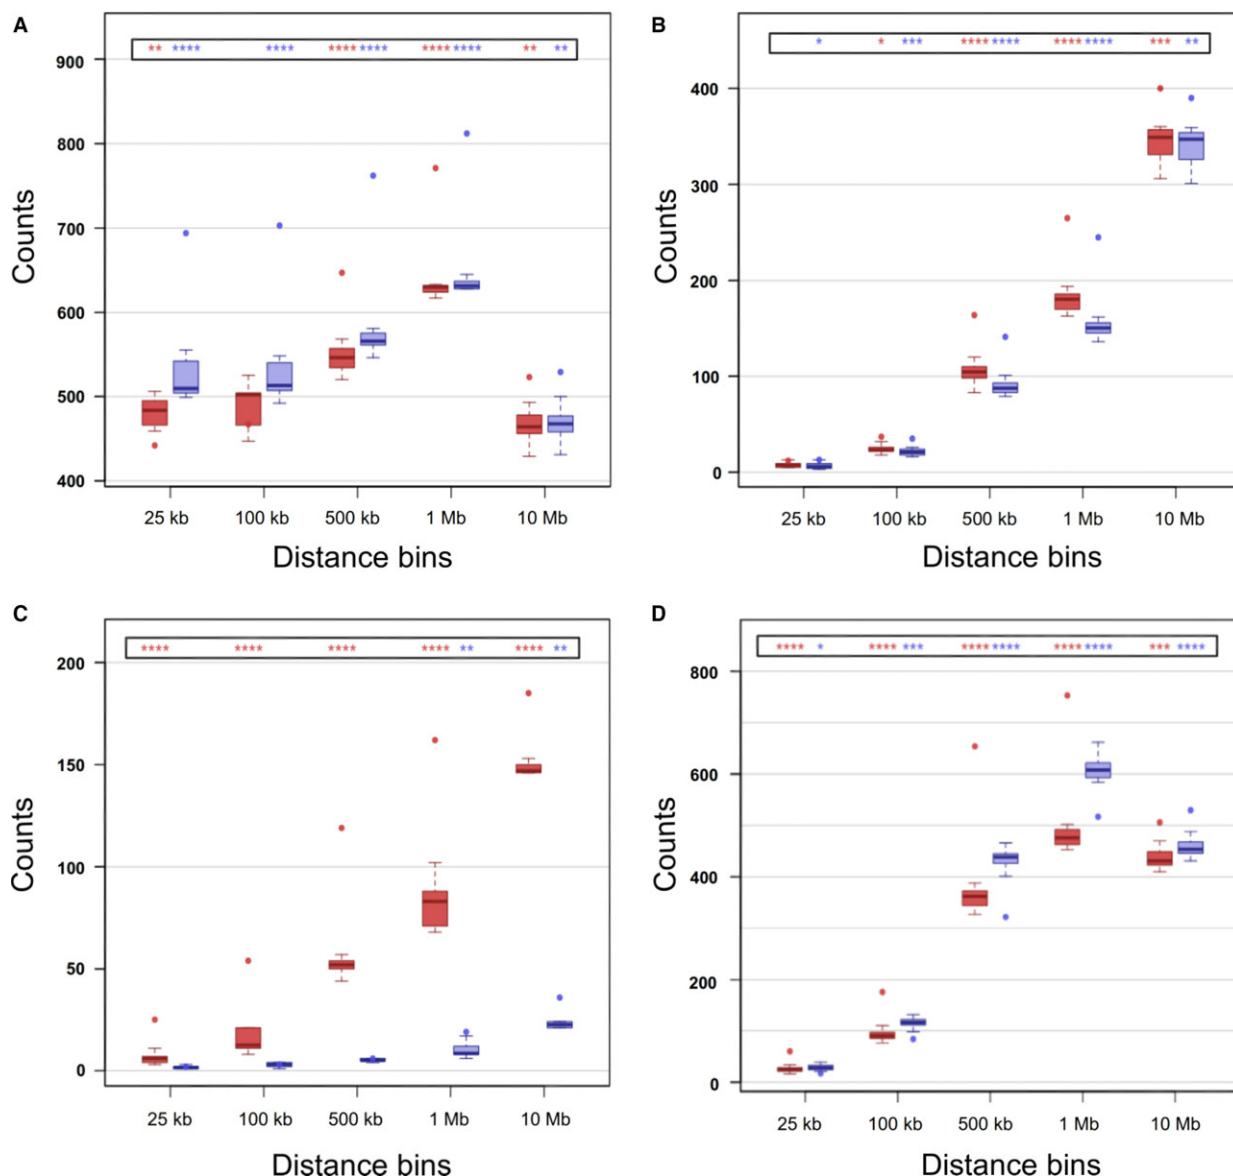 A
** **** **** **** **** **** **** ** **
900
800
700
600
500
400
Counts
25 kb 100 kb 500 kb 1 Mb 10 Mb
Distance bins
B
* * *** **** **** **** **** *** **
400
300
200
100
0
Counts
25 kb 100 kb 500 kb 1 Mb 10 Mb
Distance bins
C
**** **** **** **** ** **** **
200
150
100
50
0
Counts
25 kb 100 kb 500 kb 1 Mb 10 Mb
Distance bins
D
**** * **** *** **** **** **** **** *** ****
800
600
400
200
0
Counts
25 kb 100 kb 500 kb 1 Mb 10 Mb
Distance bins